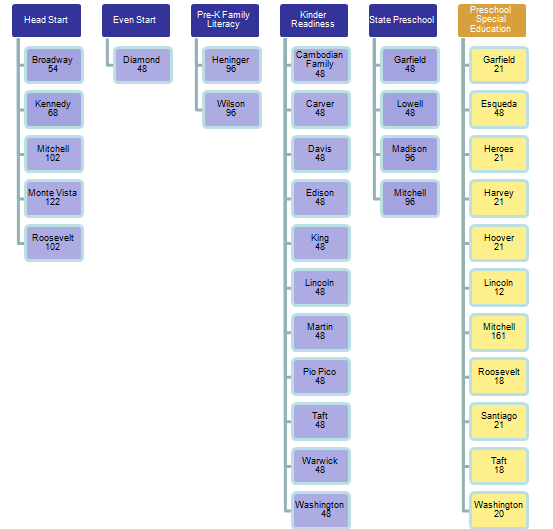 Head Start
Broadway
54
Kennedy
68
Mitchell
102
Monte Vista
122
Roosevelt
102
Even Start
Diamond
48
Pre-K Family
Literacy
Heninger
96
Wilson
96
Kinder
Readiness
Cambodian
Family
48
Carver
48
Davis
48
Edison
48
King
48
Lincoln
48
Martin
48
Pio Pico
48
Taft
48
Warwick
48
Washington
48
State Preschool
Garfield
48
Lowell
48
Madison
96
Mitchell
96
Preschool
Special
Education
Garfield
21
Esqueda
48
Heroes
21
Harvey
21
Hoover
21
Lincoln
12
Mitchell
161
Roosevelt
18
Santiago
21
Taft
18
Washington
20